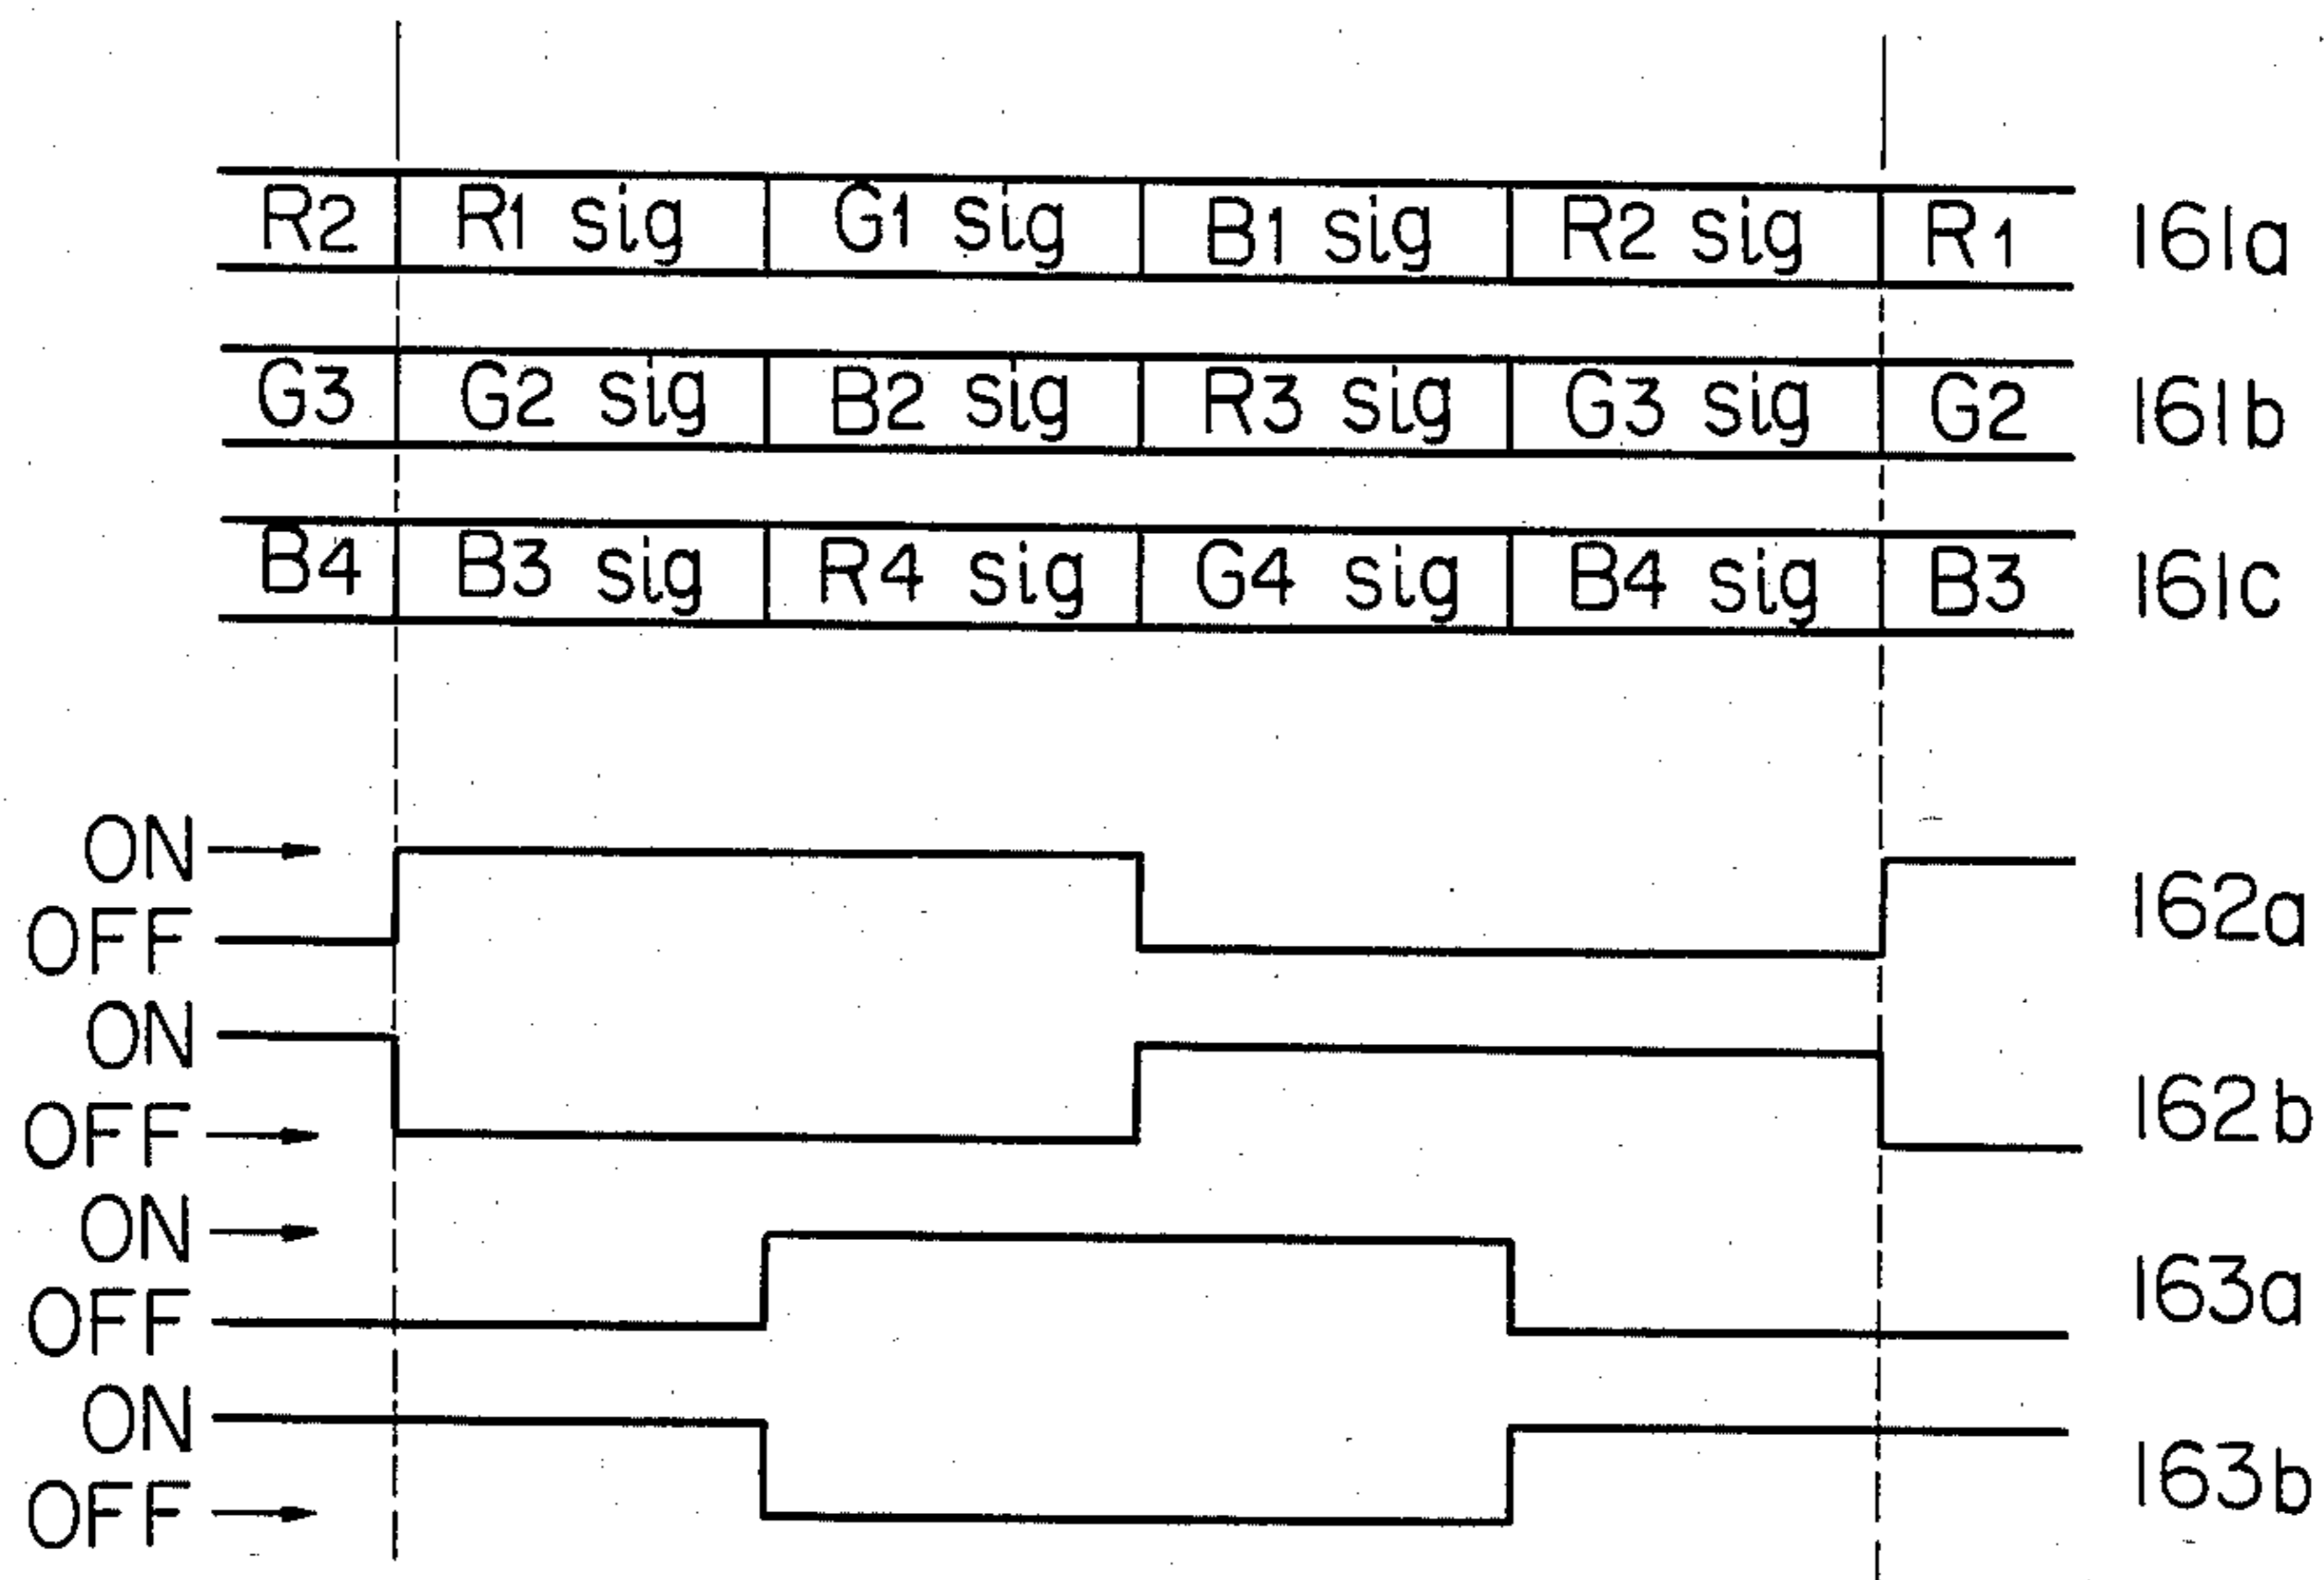 R2 R1 sig G1 sig B1 sig R2 sig R1 161a
G3 G2 sig B2 sig R3 sig G3 sig G2 161b
B4 B3 sig R4 sig G4 sig B4 sig B3 161c
ON
OFF 162a
ON
OFF 162b
ON
OFF 163a
ON
OFF 163b